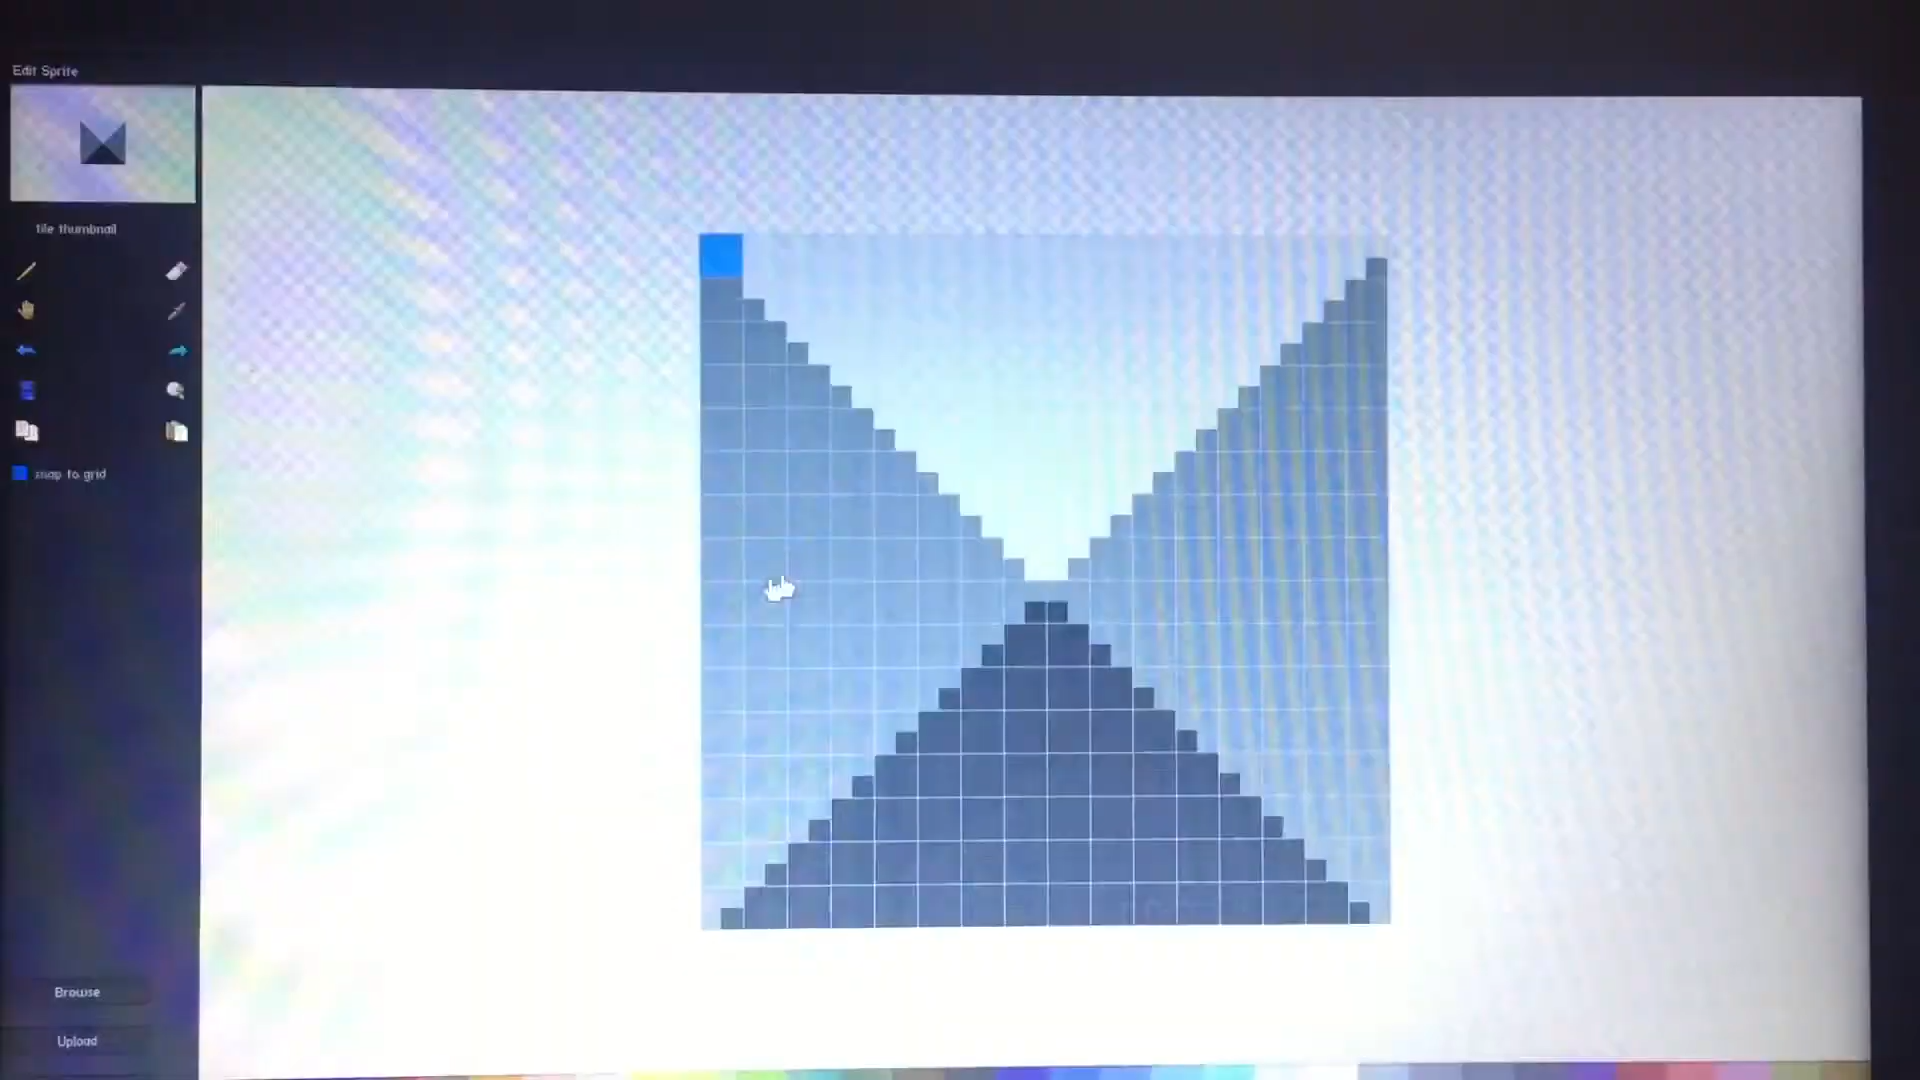 Edit Sprite
tile thumbnail
snap to grid
Browse
Upload